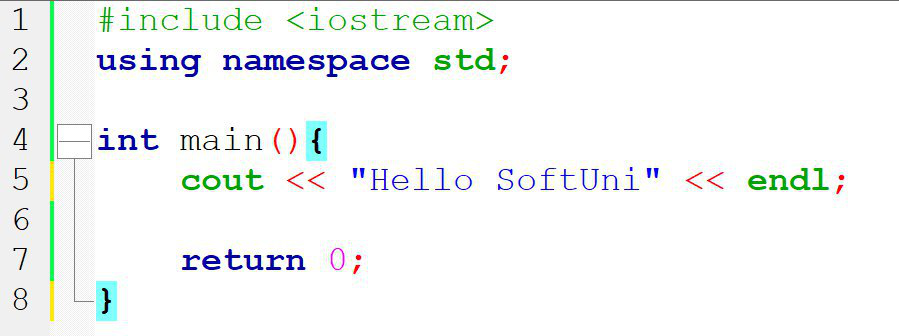 1 #include <iostream>
2 using namespace std;
3
4 int main(){
5     cout << "Hello SoftUni" << endl;
6
7     return 0;
8 }